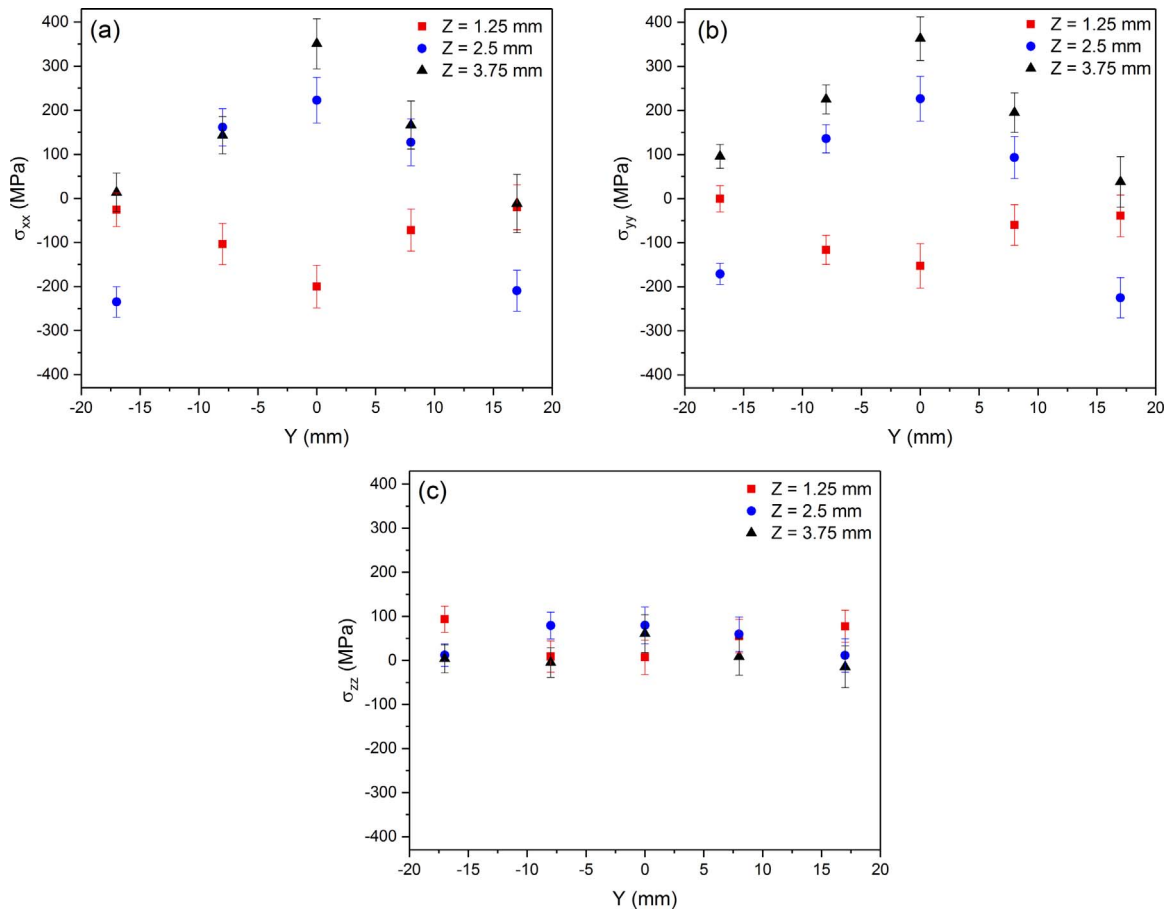 (a)
Z = 1.25 mm
Z = 2.5 mm
Z = 3.75 mm
400
300
200
100
0
-100
-200
-300
-400
σxx (MPa)
-20 -15 -10 -5 0 5 10 15 20
Y (mm)
(b)
Z = 1.25 mm
Z = 2.5 mm
Z = 3.75 mm
400
300
200
100
0
-100
-200
-300
-400
σyy (MPa)
-20 -15 -10 -5 0 5 10 15 20
Y (mm)
(c)
Z = 1.25 mm
Z = 2.5 mm
Z = 3.75 mm
400
300
200
100
0
-100
-200
-300
-400
σzz (MPa)
-20 -15 -10 -5 0 5 10 15 20
Y (mm)